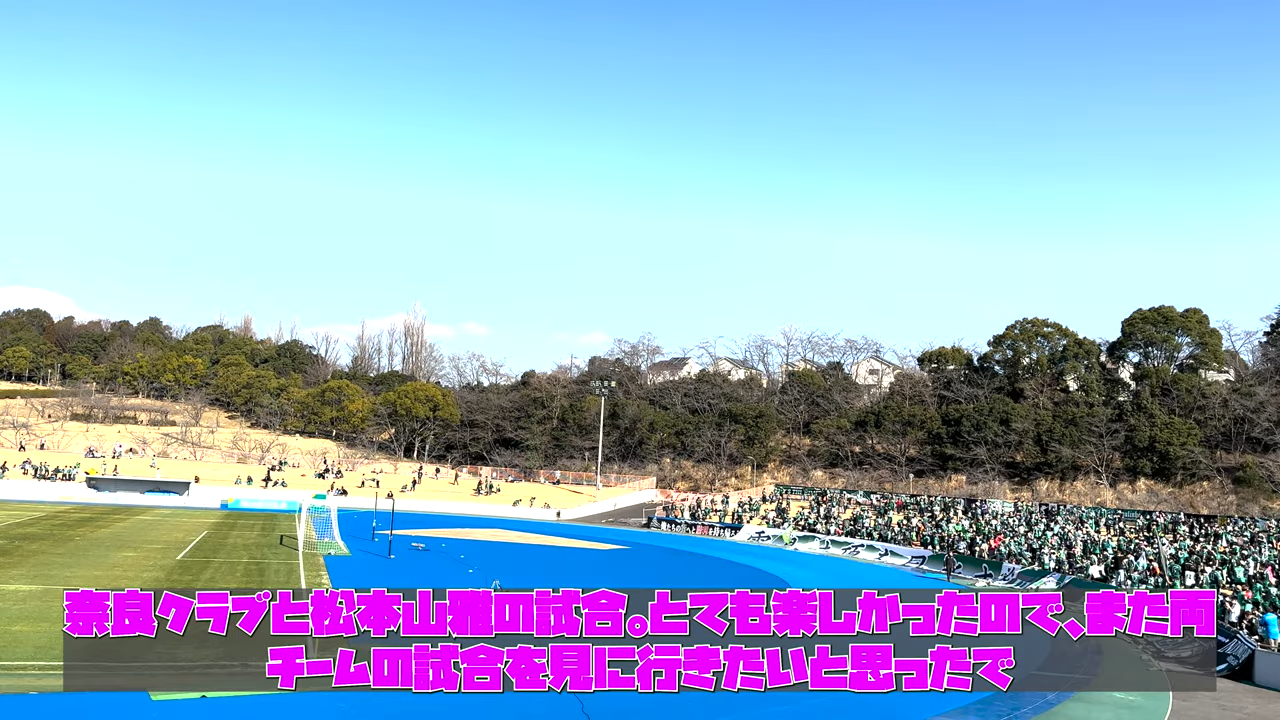 奈良クラブと松本山雅の試合。とても楽しかったので、また両
チームの試合を見に行きたいと思ったで